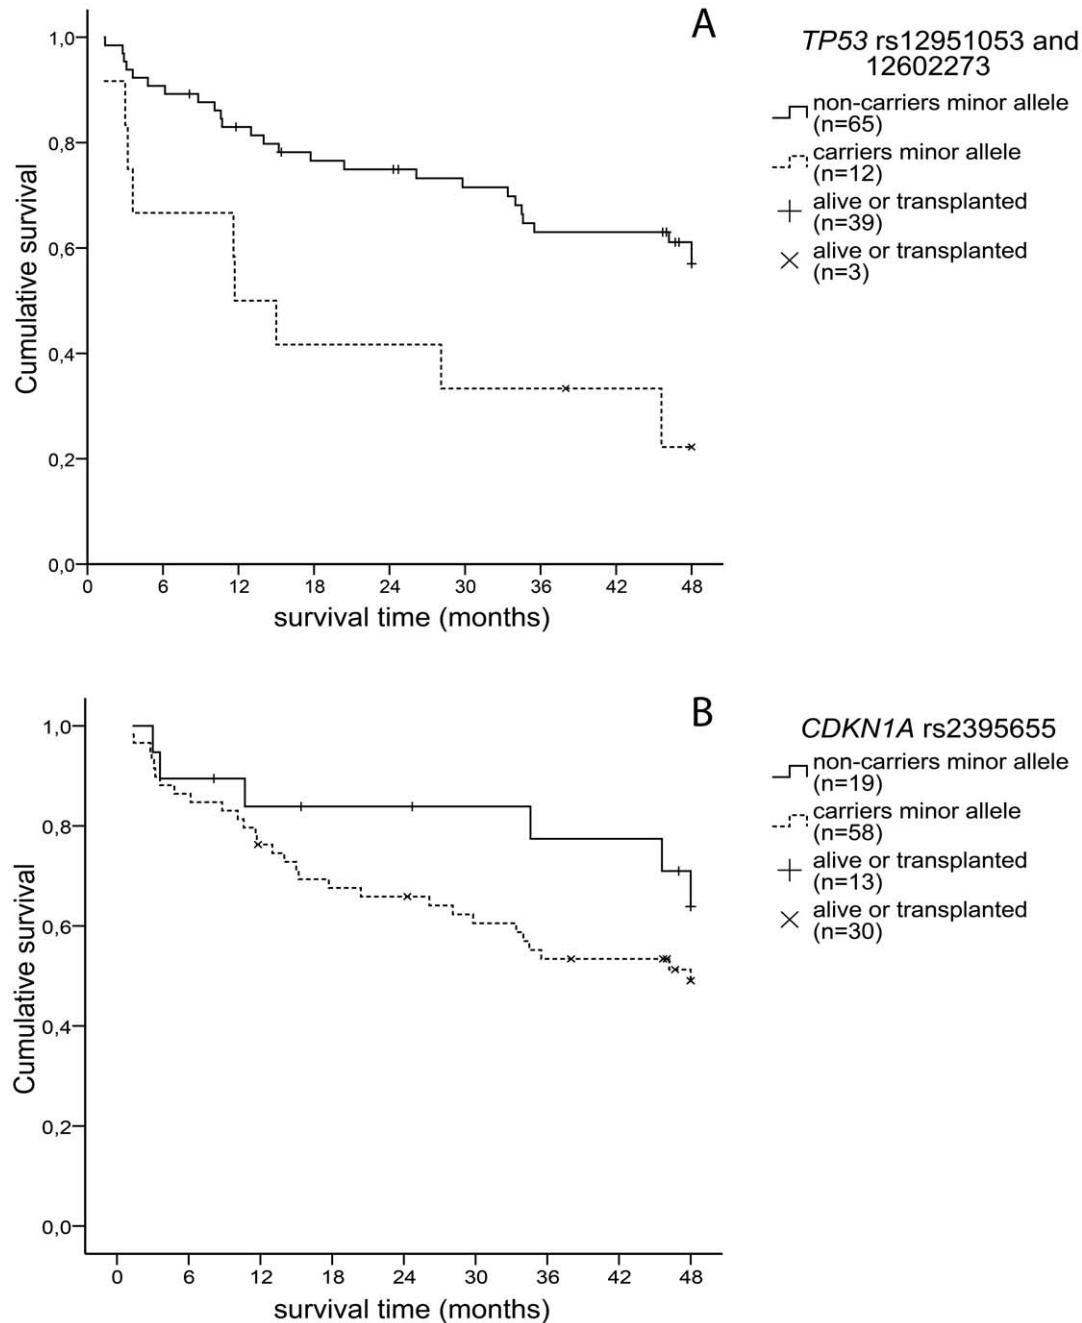 A
TP53 rs12951053 and
12602273
non-carriers minor allele
(n=65)
carriers minor allele
(n=12)
alive or transplanted
(n=39)
alive or transplanted
(n=3)
Cumulative survival
1,0
0,8
0,6
0,4
0,2
0,0
0 6 12 18 24 30 36 42 48
survival time (months)
B
CDKN1A rs2395655
non-carriers minor allele
(n=19)
carriers minor allele
(n=58)
alive or transplanted
(n=13)
alive or transplanted
(n=30)
Cumulative survival
1,0
0,8
0,6
0,4
0,2
0,0
0 6 12 18 24 30 36 42 48
survival time (months)